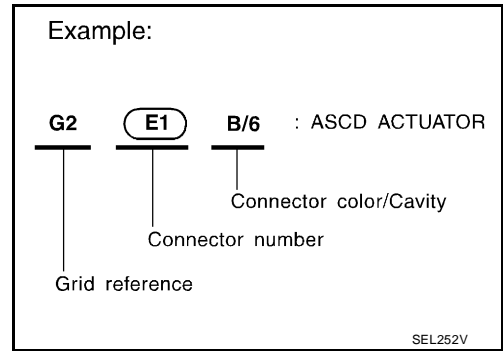 Example:
G2 E1 B/6 : ASCD ACTUATOR
Connector color/Cavity
Connector number
Grid reference
SEL252V